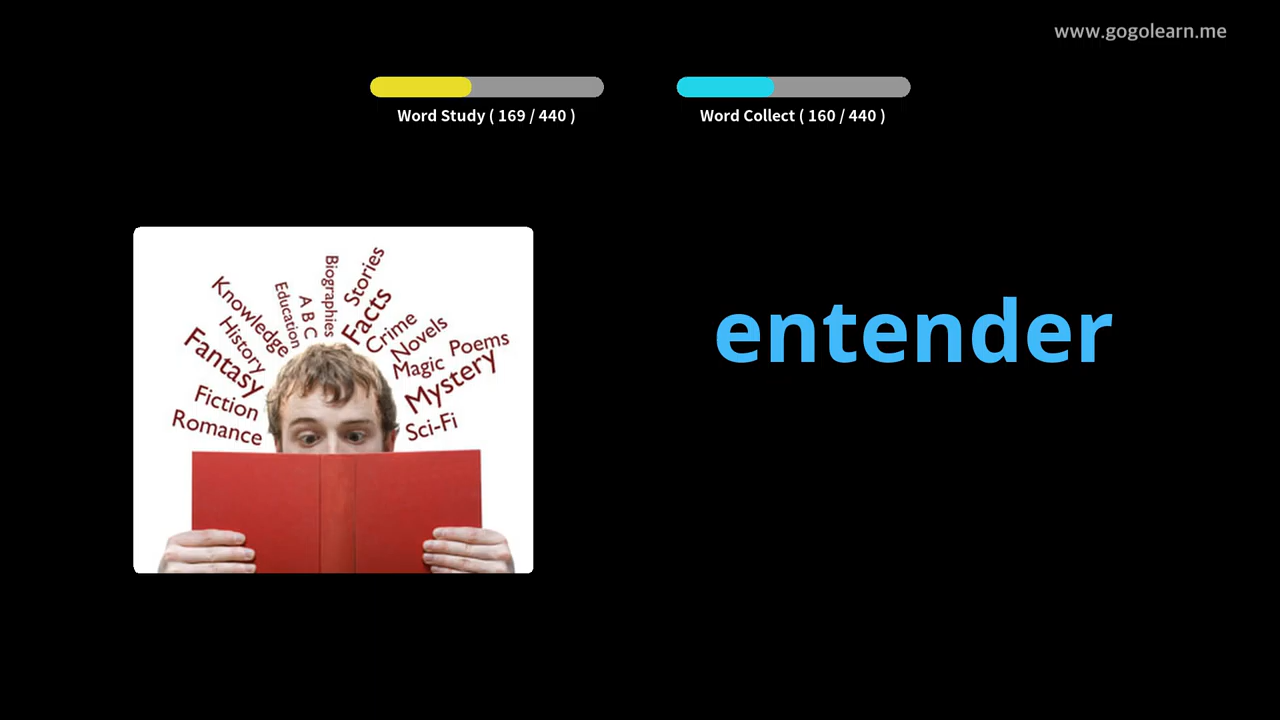 www.gogolearn.me
Word Study ( 169 / 440 )
Word Collect ( 160 / 440 )
entender
Biographies
Stories
Education
A B C
Facts
Knowledge
History
Crime
Novels
Poems
Fantasy
Magic
Mystery
Fiction
Romance
Sci-Fi